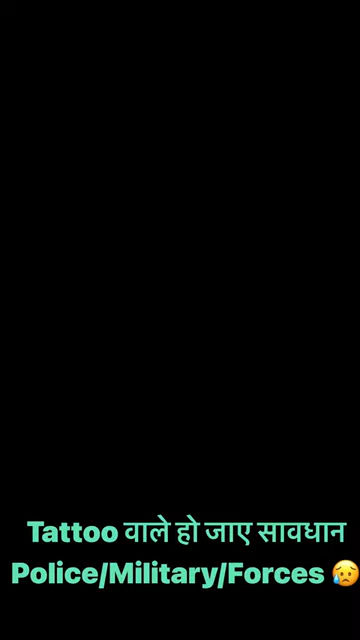 Tattoo वाले हो जाए सावधान
Police/Military/Forces 😥